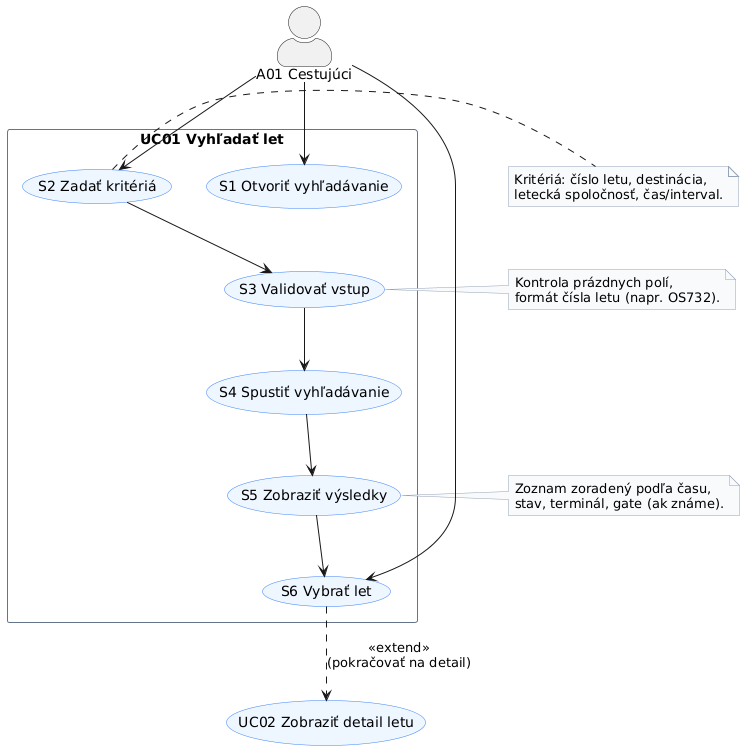 A01 Cestujúci
UC01 Vyhľadať let
S2 Zadať kritériá
S1 Otvoriť vyhľadávanie
Kritériá: číslo letu, destinácia,
letecká spoločnosť, čas/interval.
S3 Validovať vstup
Kontrola prázdnych polí,
formát čísla letu (napr. OS732).
S4 Spustiť vyhľadávanie
S5 Zobraziť výsledky
Zoznam zoradený podľa času,
stav, terminál, gate (ak známe).
S6 Vybrať let
«extend»
(pokračovať na detail)
UC02 Zobraziť detail letu